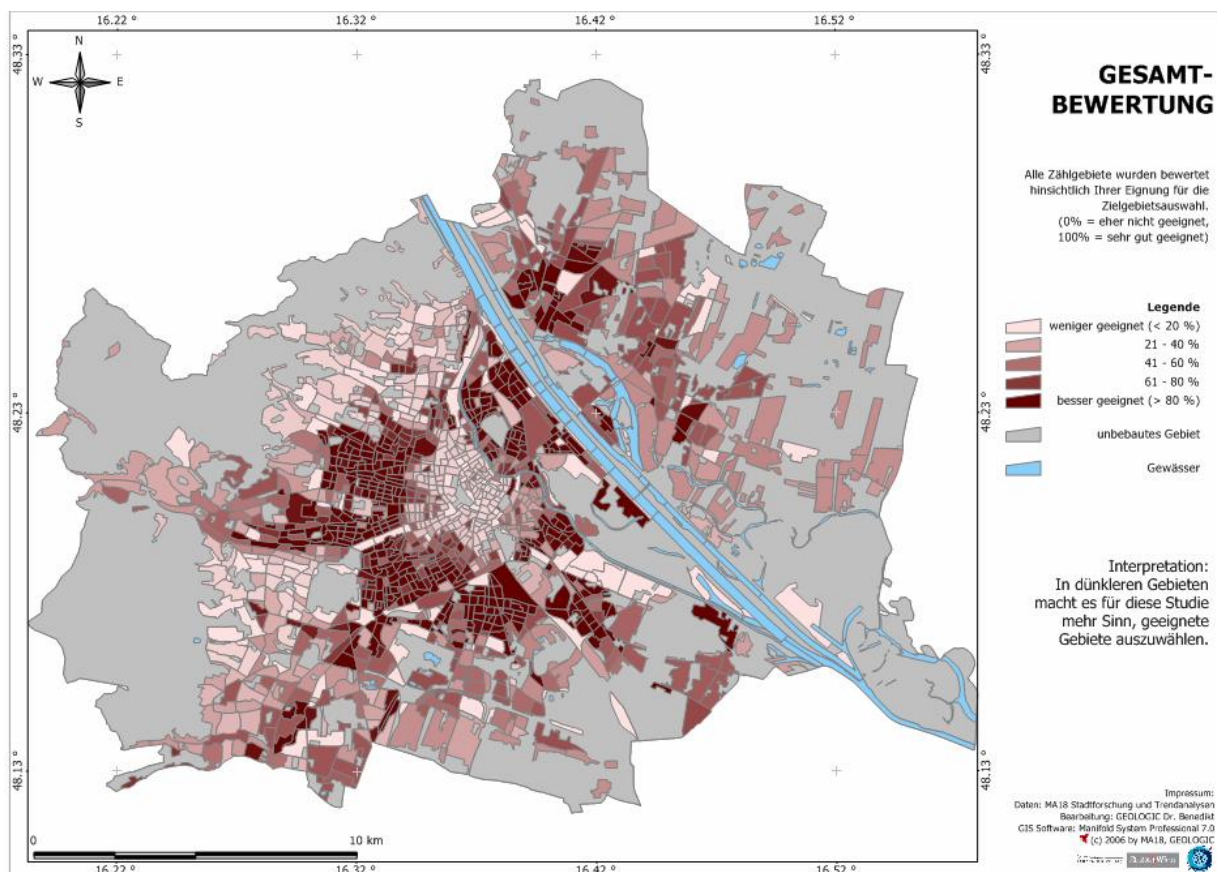 16.22 °
16.32 °
16.42 °
16.52 °
48.33 °
48.33 °
N
W
E
S
GESAMT-
BEWERTUNG
Alle Zählgebiete wurden bewertet
hinsichtlich Ihrer Eignung für die
Zielgebietsauswahl.
(0% = eher nicht geeignet,
100% = sehr gut geeignet)
Legende
weniger geeignet (< 20 %)
21 - 40 %
41 - 60 %
61 - 80 %
besser geeignet (> 80 %)
unbebautes Gebiet
Gewässer
48.23 °
48.23 °
Interpretation:
In dünkleren Gebieten
macht es für diese Studie
mehr Sinn, geeignete
Gebiete auszuwählen.
48.13 °
48.13 °
Impressum:
Daten: MA18 Stadtforschung und Trendanalysen
Bearbeitung: GEOLOGIC Dr. Benedikt
GIS Software: Manifold System Professional 7.0
(c) 2006 by MA18, GEOLOGIC
0
10 km
16.22 °
16.32 °
16.42 °
16.52 °